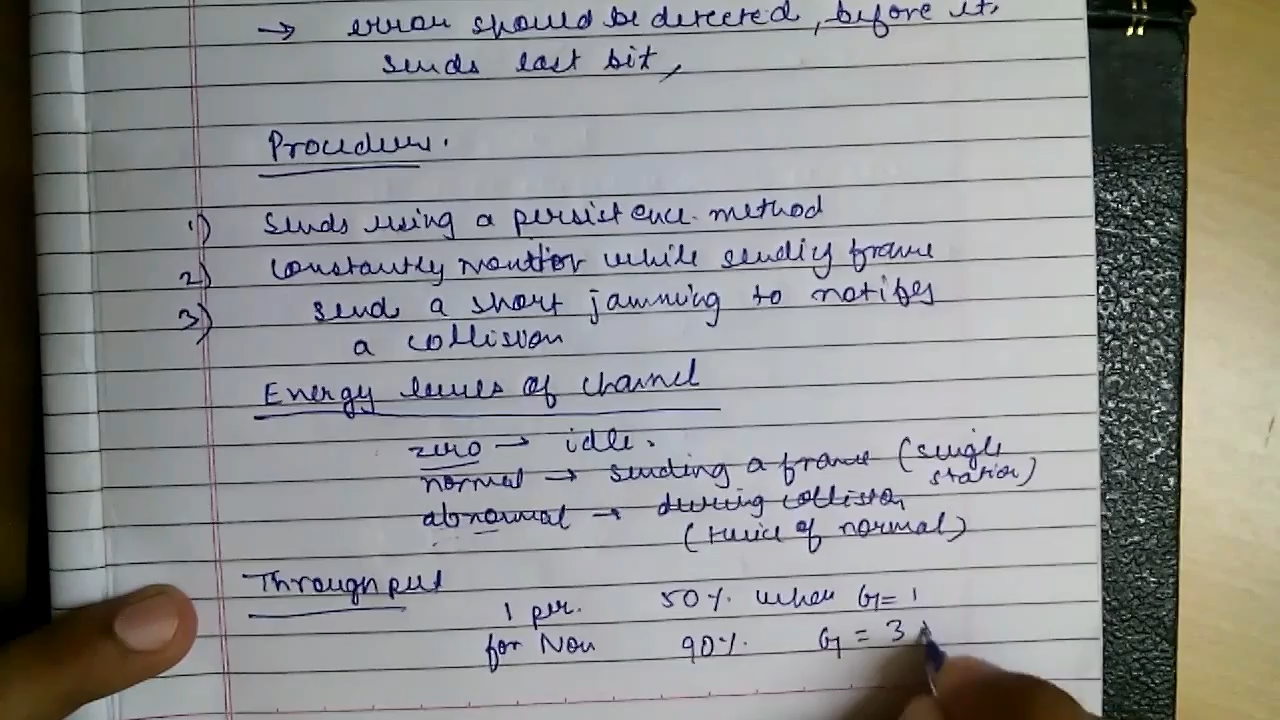 → error should be detected, before it,
sends last bit,
Procedure.
1) Sends using a persistence method
2) Constantly monitor while sending frame
3) send a short jamming to notifes
a collision
Energy levels of channel
zero → idle.
normal → sending a frame (single
station)
abnormal → during collision
(twice of normal)
Throughput
1 per. 50%. when G = 1
for Non 90%. G = 3